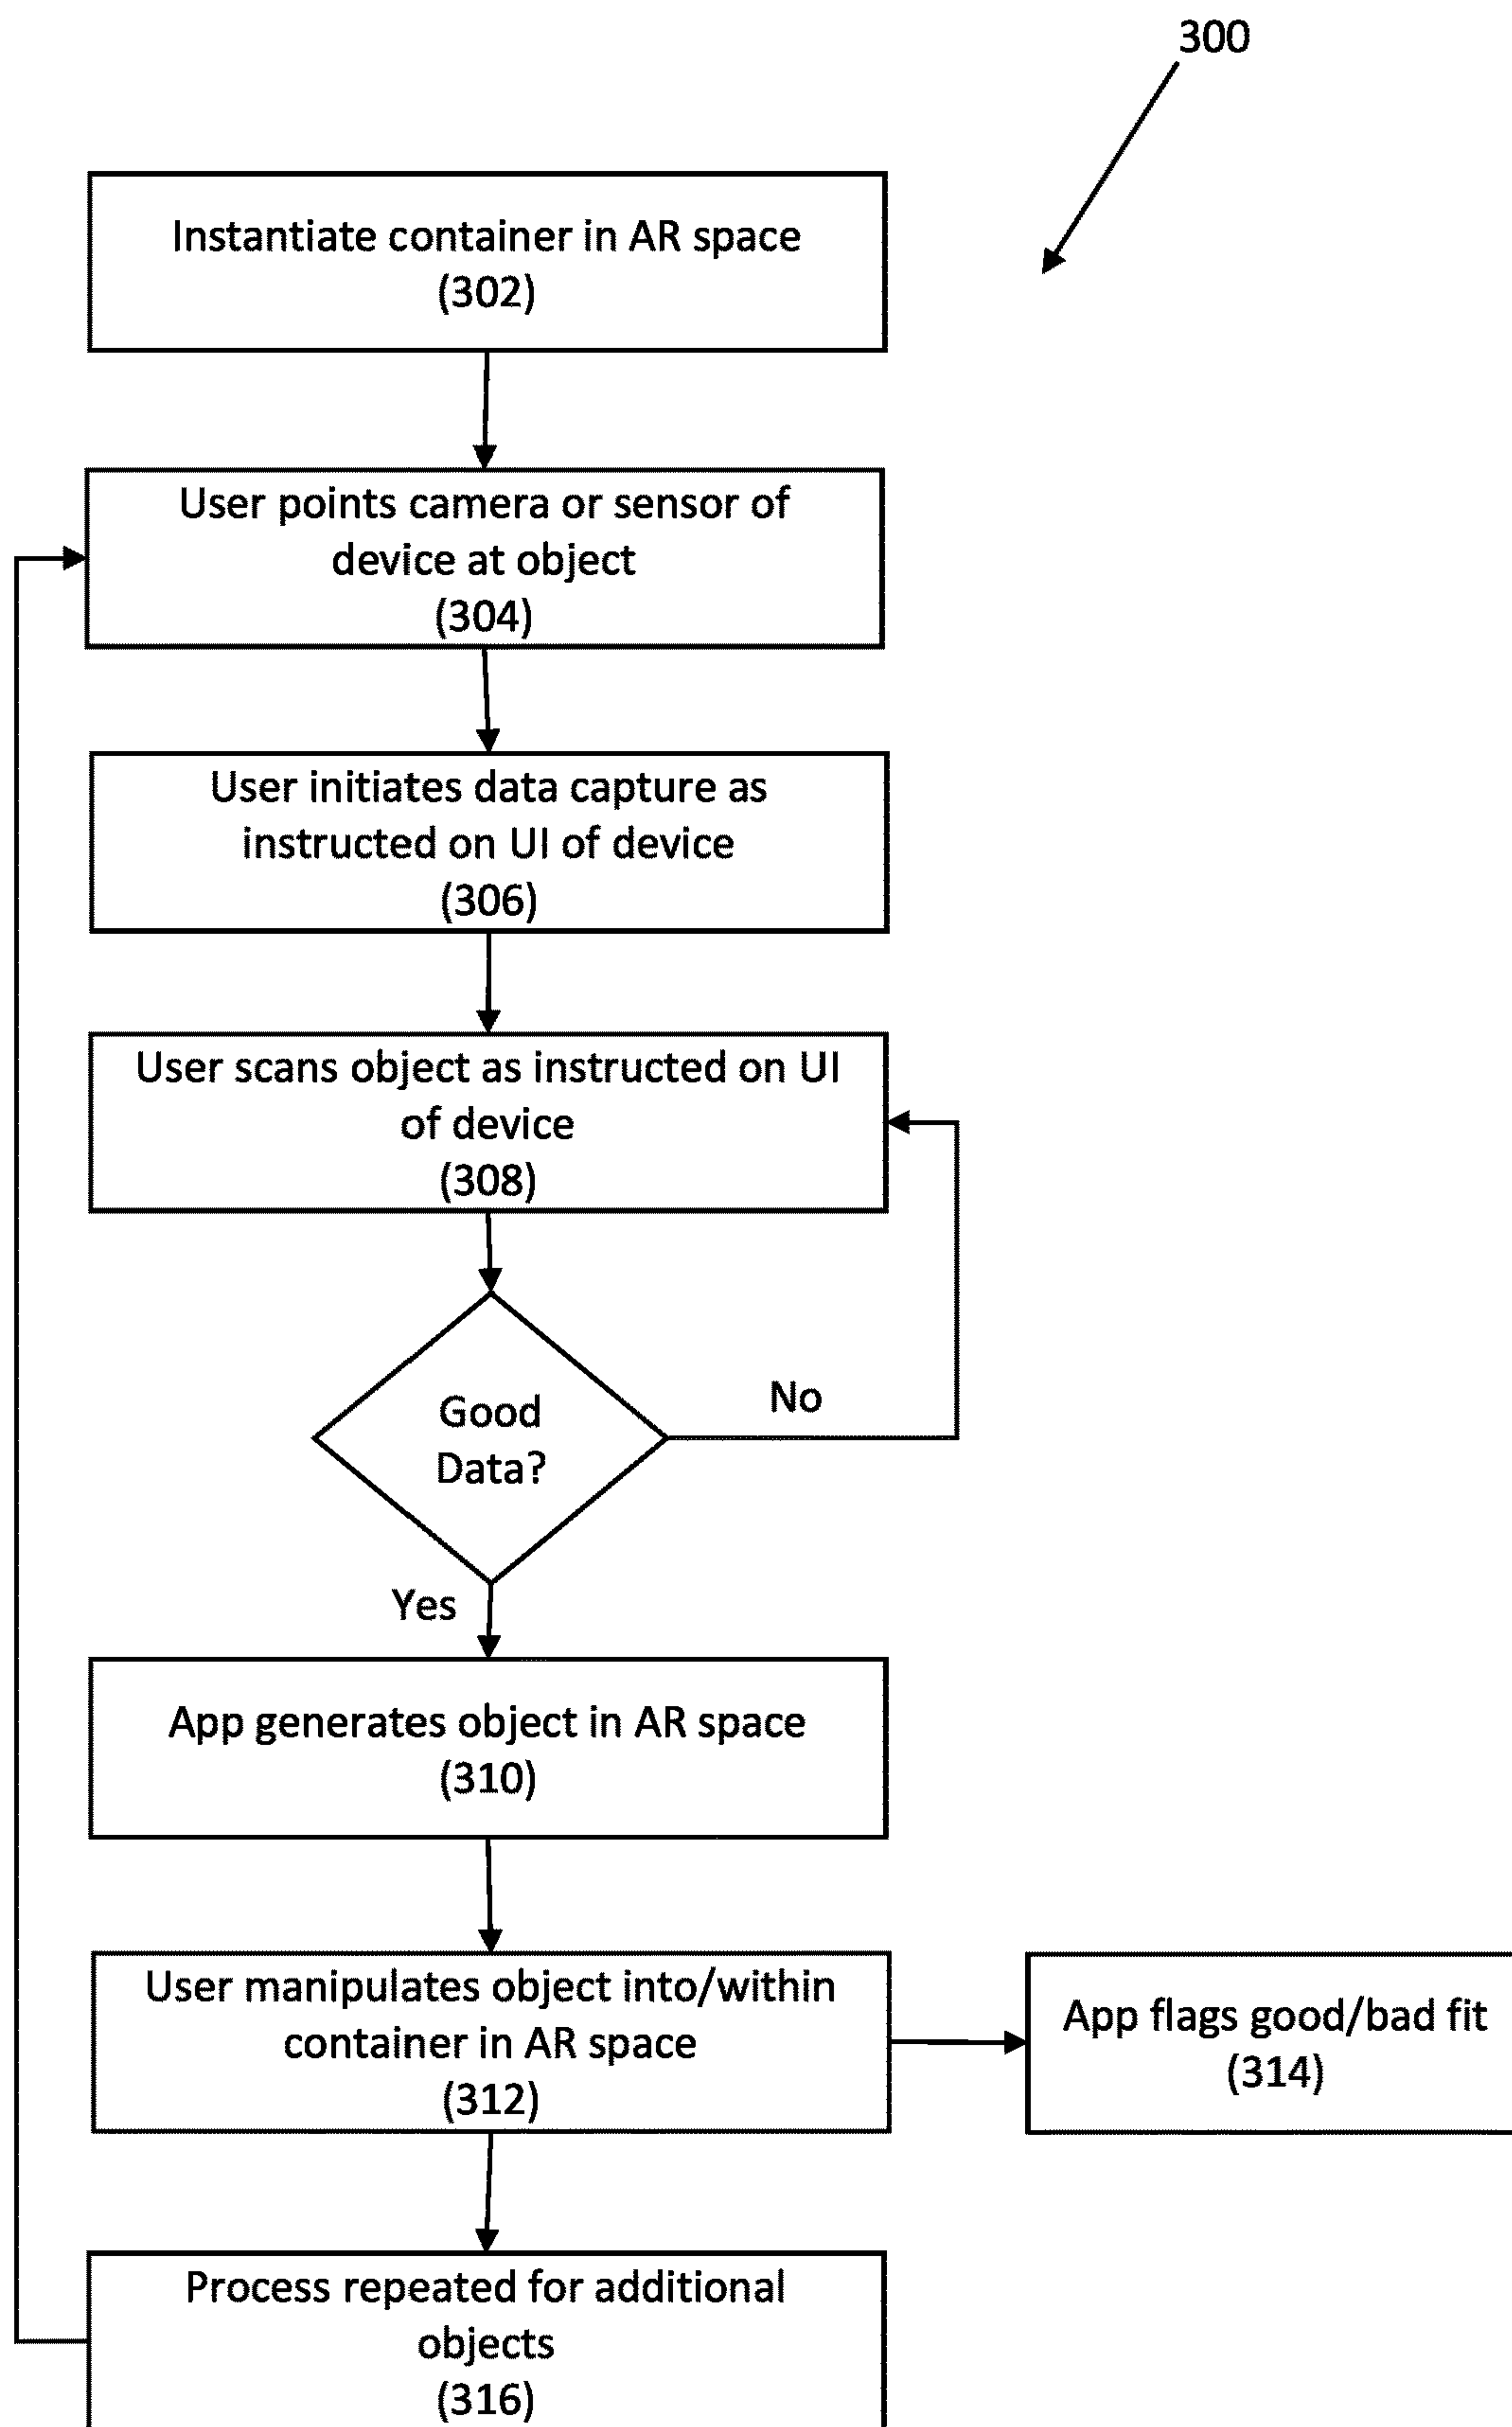 300
Instantiate container in AR space
(302)
User points camera or sensor of
device at object
(304)
User initiates data capture as
instructed on UI of device
(306)
User scans object as instructed on UI
of device
(308)
Good
Data?
No
Yes
App generates object in AR space
(310)
User manipulates object into/within
container in AR space
(312)
App flags good/bad fit
(314)
Process repeated for additional
objects
(316)